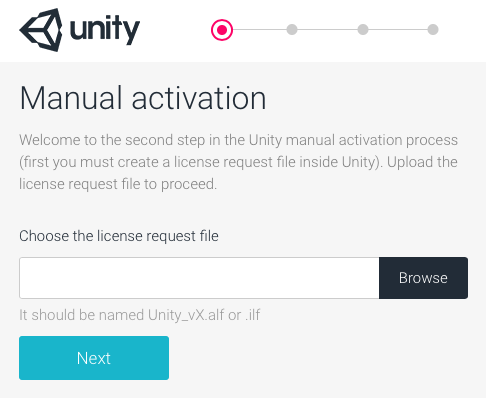 unity
Manual activation
Welcome to the second step in the Unity manual activation process
(first you must create a license request file inside Unity). Upload the
license request file to proceed.
Choose the license request file
Browse
It should be named Unity_vX.alf or .ilf
Next